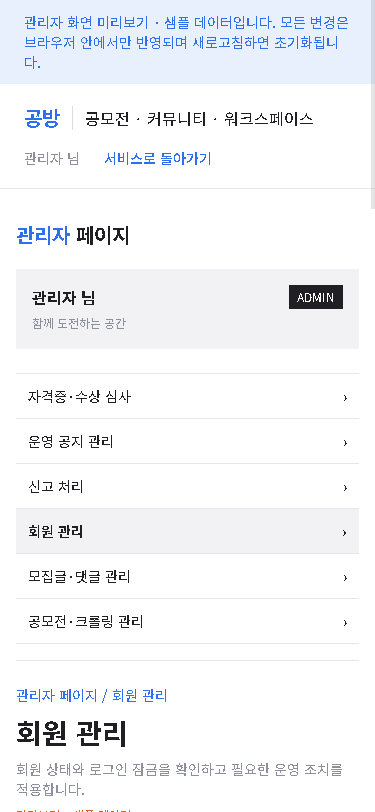 관리자 화면 미리보기 · 샘플 데이터입니다. 모든 변경은
브라우저 안에서만 반영되며 새로고침하면 초기화됩니
다.
공방 공모전 · 커뮤니티 · 워크스페이스
관리자 님 서비스로 돌아가기
관리자 페이지
관리자 님 ADMIN
함께 도전하는 공간
자격증·수상 심사 ›
운영 공지 관리 ›
신고 처리 ›
회원 관리 ›
모집글·댓글 관리 ›
공모전·크롤링 관리 ›
관리자 페이지 / 회원 관리
회원 관리
회원 상태와 로그인 잠금을 확인하고 필요한 운영 조치를
적용합니다.